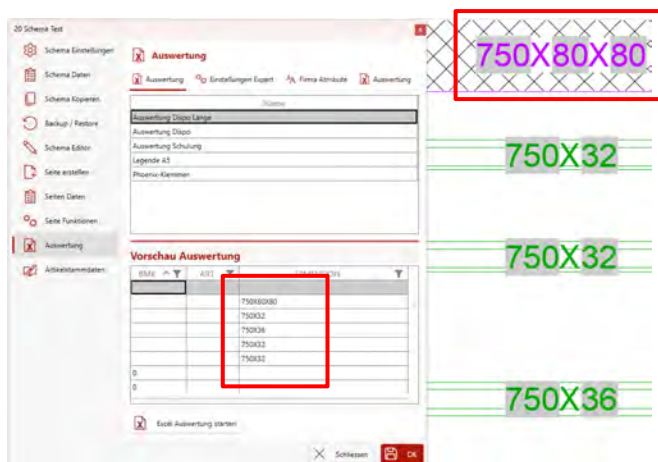 20 Schema Test
Schema Einstellungen
Schema Daten
Schema Kopieren
Backup / Restore
Schema Editor
Seite erstellen
Seiten Daten
Seite Funktionen
Auswertung
Artikelstammdaten
Auswertung
Auswertung Einstellungen Expert Firma Attribute Auswertung
Name
Auswertung Dispo Länge
Auswertung Dispo
Auswertung Schulung
Legende A5
Phoenix-Klemmen
Vorschau Auswertung
BMK ART DIMENSION
750X80X80
750X32
750X36
750X32
750X32
0
0
Excel Auswertung starten
Schliessen OK
750X80X80
750X32
750X32
750X36